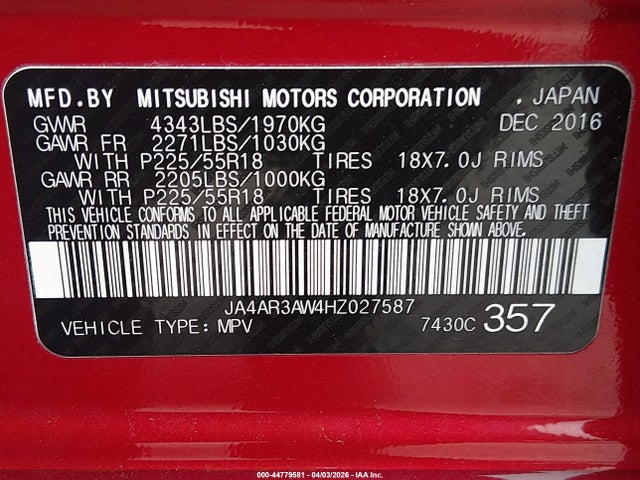 MFD.BY MITSUBISHI MOTORS CORPORATION . JAPAN
GVWR 4343LBS/1970KG DEC 2016
GAWR FR 2271LBS/1030KG
WITH P225/55R18 TIRES 18X7.0J RIMS
GAWR RR 2205LBS/1000KG
WITH P225/55R18 TIRES 18X7.0J RIMS
THIS VEHICLE CONFORMS TO ALL APPLICABLE FEDERAL MOTOR VEHICLE SAFETY AND THEFT
PREVENTION STANDARDS IN EFFECT ON THE DATE OF MANUFACTURE SHOWN ABOVE.
JA4AR3AW4HZ027587
VEHICLE TYPE: MPV 7430C 357
000-44779581 - 04/03/2026 - IAA Inc.